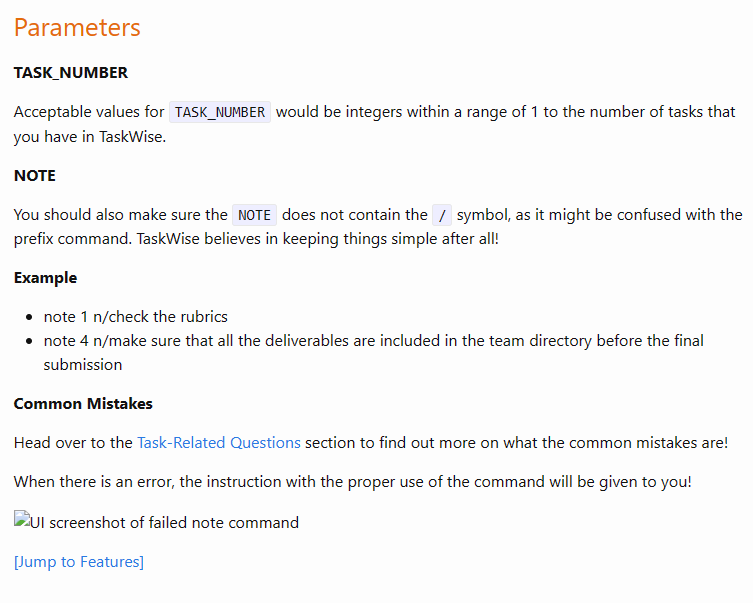 Parameters
TASK_NUMBER
Acceptable values for TASK_NUMBER would be integers within a range of 1 to the number of tasks that
you have in TaskWise.
NOTE
You should also make sure the NOTE does not contain the / symbol, as it might be confused with the
prefix command. TaskWise believes in keeping things simple after all!
Example
• note 1 n/check the rubrics
• note 4 n/make sure that all the deliverables are included in the team directory before the final
submission
Common Mistakes
Head over to the Task-Related Questions section to find out more on what the common mistakes are!
When there is an error, the instruction with the proper use of the command will be given to you!
UI screenshot of failed note command
[Jump to Features]